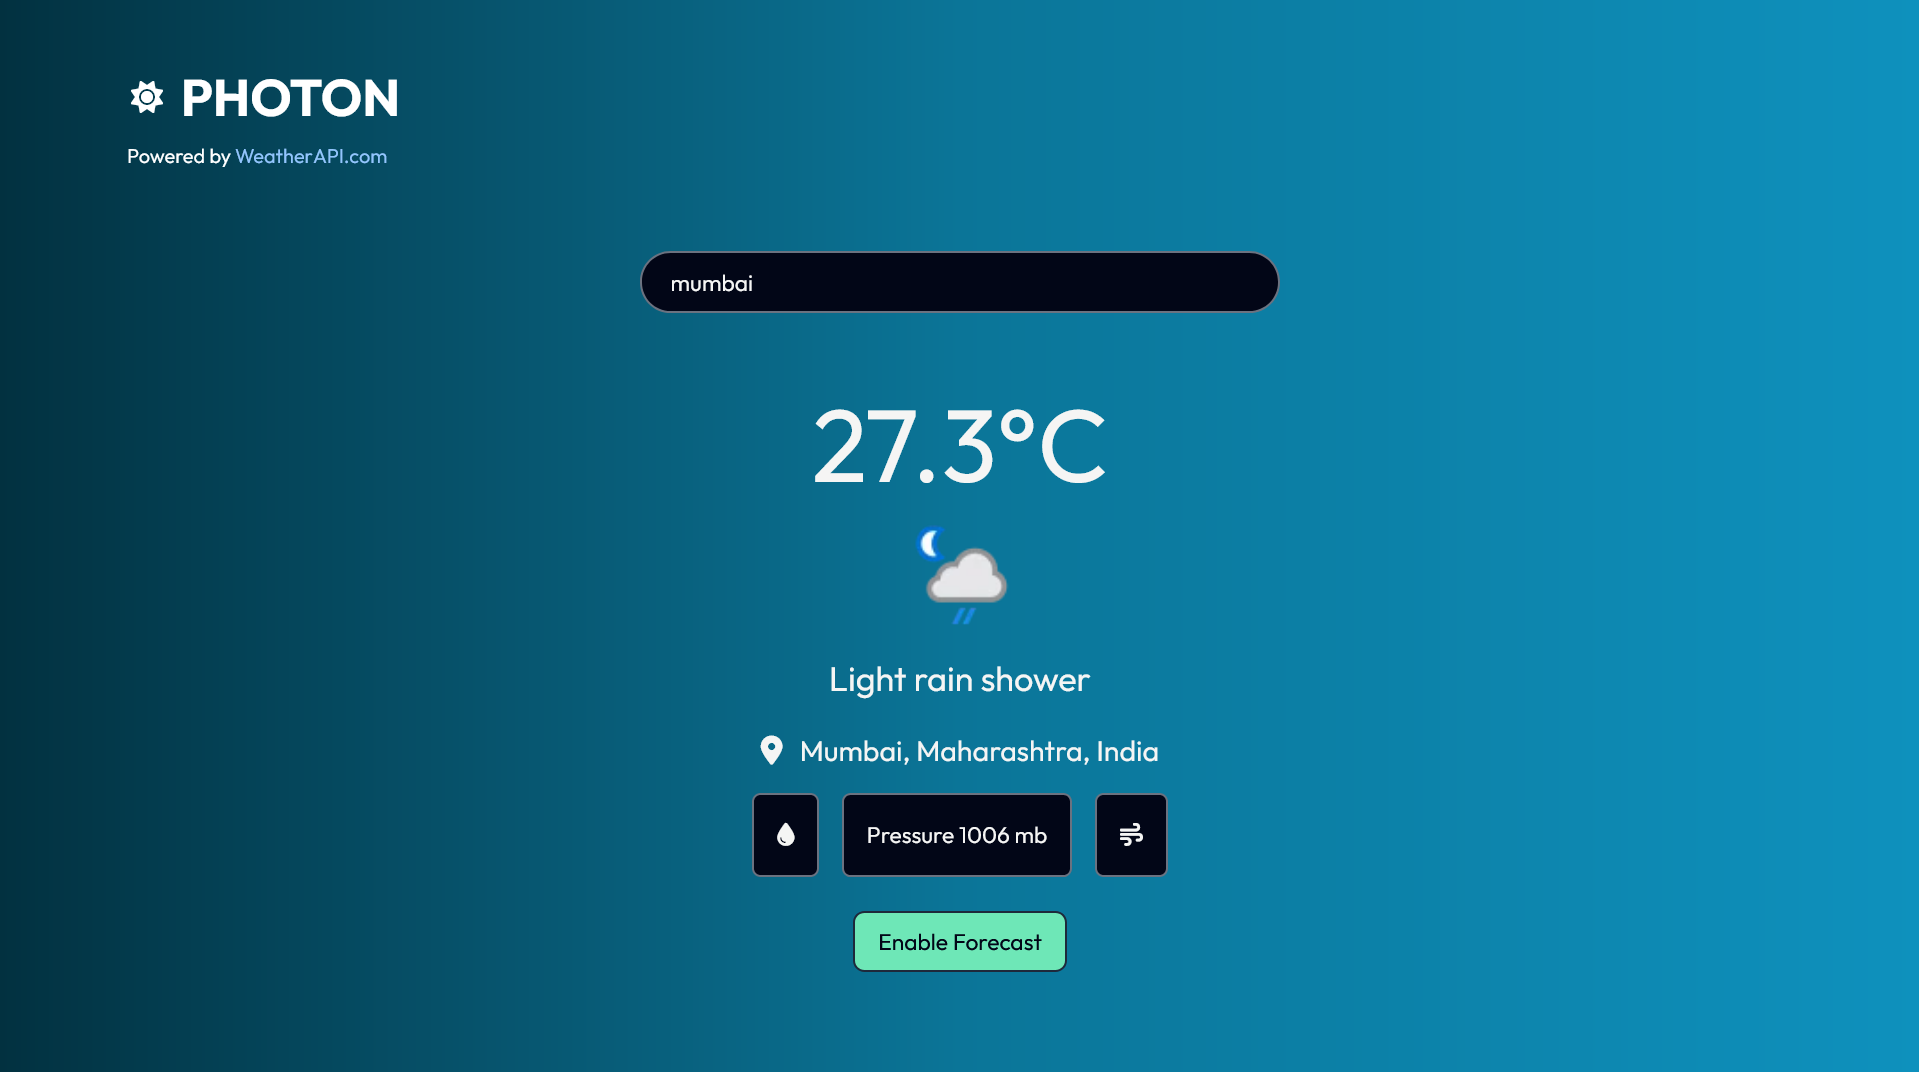 PHOTON
Powered by WeatherAPI.com
mumbai
27.3°C
Light rain shower
Mumbai, Maharashtra, India
Pressure 1006 mb
Enable Forecast